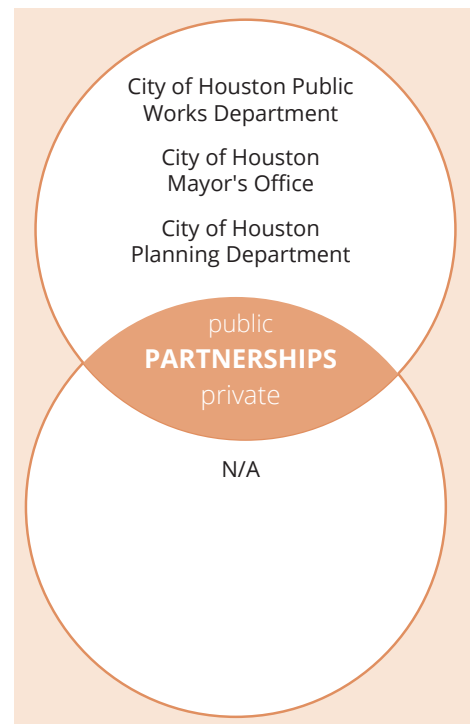 City of Houston Public
Works Department
City of Houston
Mayor's Office
City of Houston
Planning Department
public
PARTNERSHIPS
private
N/A